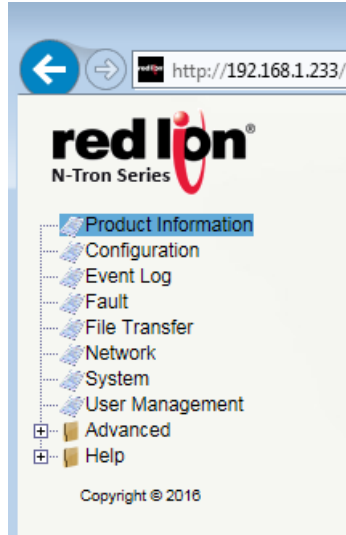 http://192.168.1.233/
red lion®
N-Tron Series
Product Information
Configuration
Event Log
Fault
File Transfer
Network
System
User Management
Advanced
Help
Copyright © 2016